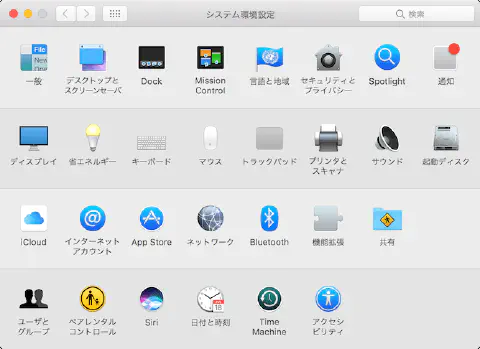 システム環境設定
検索
File
New
一般
デスクトップと
スクリーンセーバ
Dock
Mission
Control
言語と地域
セキュリティと
プライバシー
Spotlight
通知
ディスプレイ
省エネルギー
キーボード
マウス
トラックパッド
プリンタと
スキャナ
サウンド
起動ディスク
iCloud
インターネット
アカウント
App Store
ネットワーク
Bluetooth
機能拡張
共有
ユーザと
グループ
ペアレンタル
コントロール
Siri
18
日付と時刻
Time
Machine
アクセシ
ビリティ